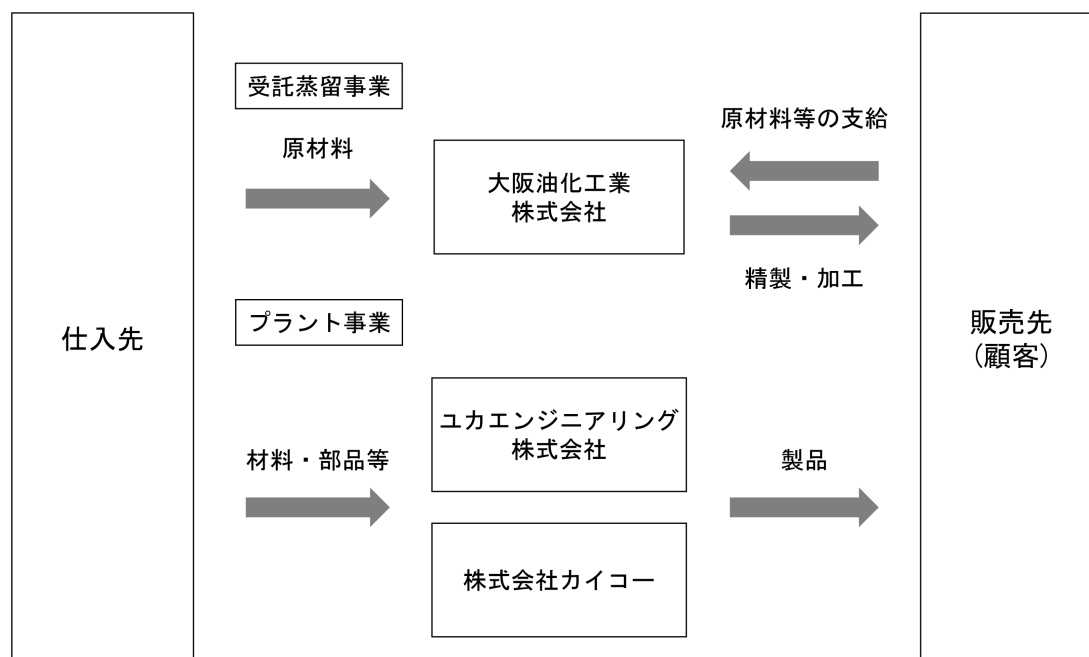 仕入先
受託蒸留事業
原材料
大阪油化工業
株式会社
原材料等の支給
精製・加工
プラント事業
材料・部品等
ユカエンジニアリング
株式会社
株式会社カイコー
製品
販売先
（顧客）